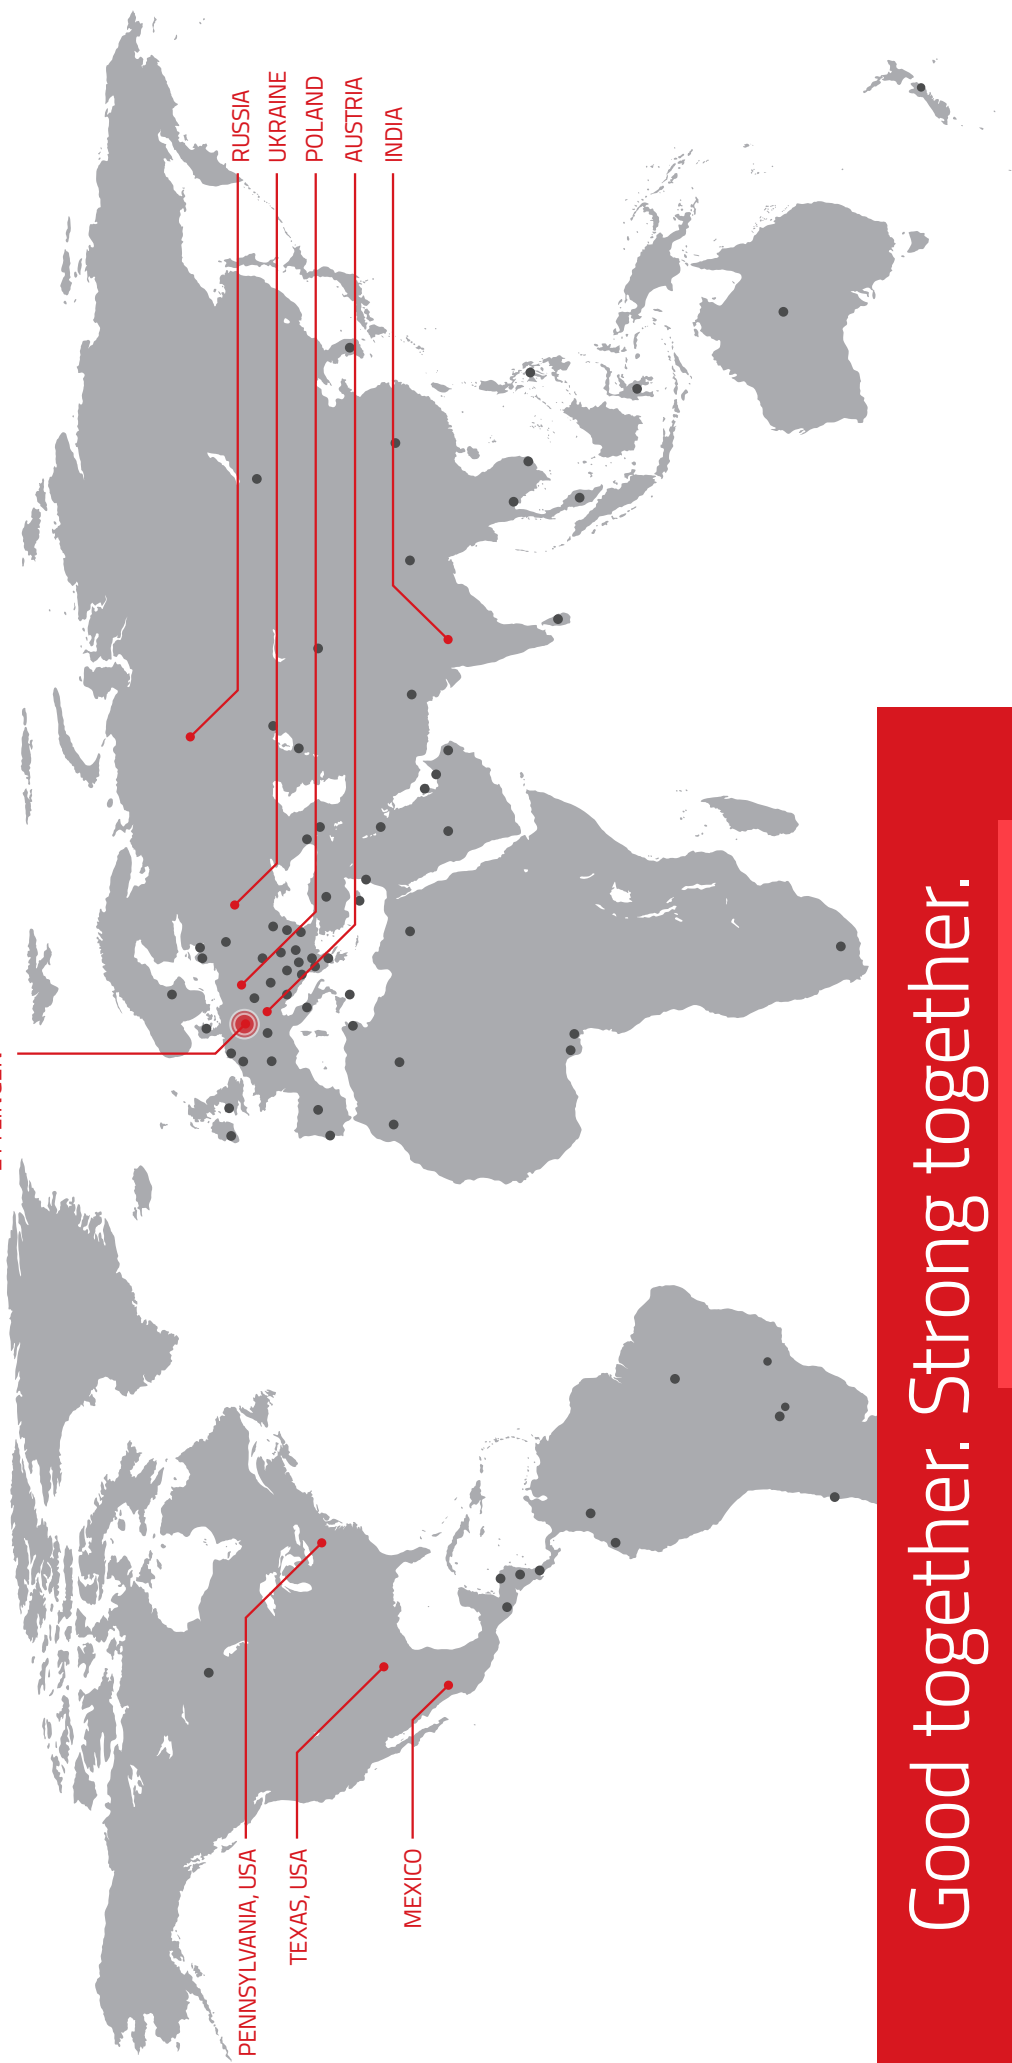 RUSSIA
UKRAINE
POLAND
AUSTRIA
INDIA
PENNSYLVANIA, USA
TEXAS, USA
MEXICO
Good together. Strong together.